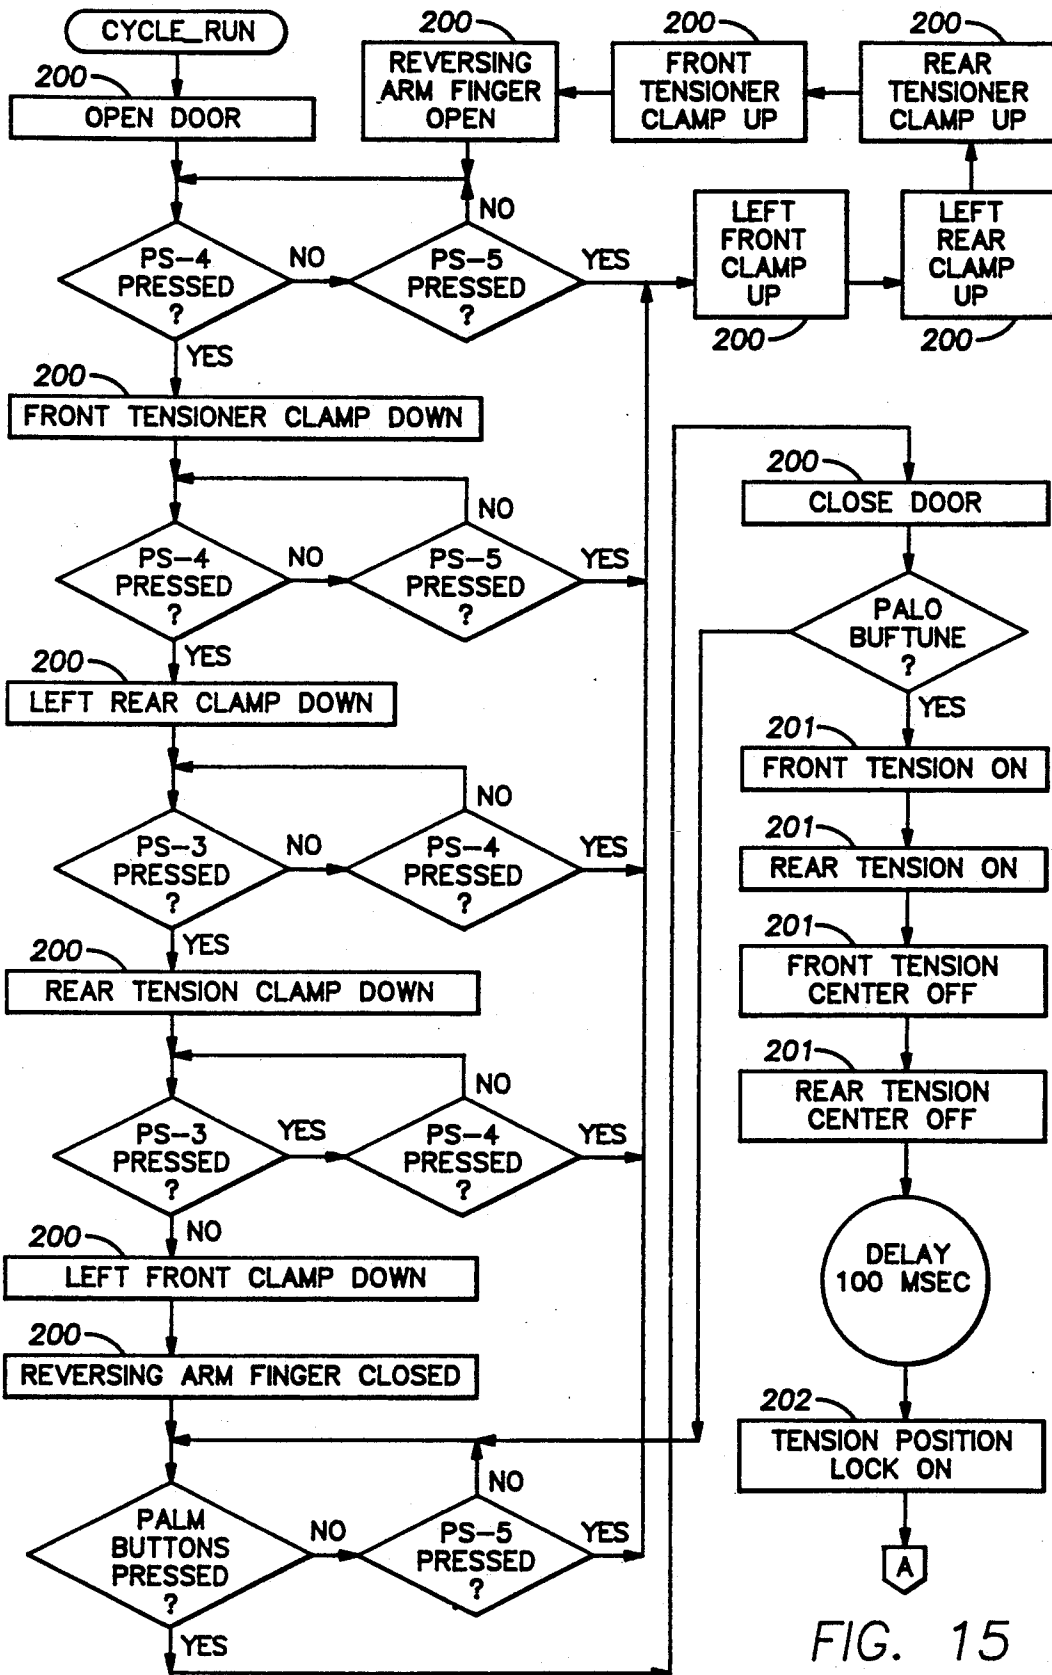 CYCLE_RUN
200
OPEN DOOR
200
REVERSING
ARM FINGER
OPEN
200
FRONT
TENSIONER
CLAMP UP
200
REAR
TENSIONER
CLAMP UP
PS-4
PRESSED
?
NO
YES
PS-5
PRESSED
?
NO
YES
LEFT
FRONT
CLAMP
UP
200
LEFT
REAR
CLAMP
UP
200
200
FRONT TENSIONER CLAMP DOWN
PS-4
PRESSED
?
NO
YES
PS-5
PRESSED
?
NO
YES
200
LEFT REAR CLAMP DOWN
PS-3
PRESSED
?
NO
YES
PS-4
PRESSED
?
NO
YES
200
REAR TENSION CLAMP DOWN
PS-3
PRESSED
?
YES
NO
PS-4
PRESSED
?
NO
YES
200
LEFT FRONT CLAMP DOWN
200
REVERSING ARM FINGER CLOSED
PALM
BUTTONS
PRESSED
?
NO
YES
PS-5
PRESSED
?
NO
YES
200
CLOSE DOOR
PALO
BUFTUNE
?
YES
201
FRONT TENSION ON
201
REAR TENSION ON
201
FRONT TENSION
CENTER OFF
201
REAR TENSION
CENTER OFF
DELAY
100 MSEC
202
TENSION POSITION
LOCK ON
A
FIG. 15